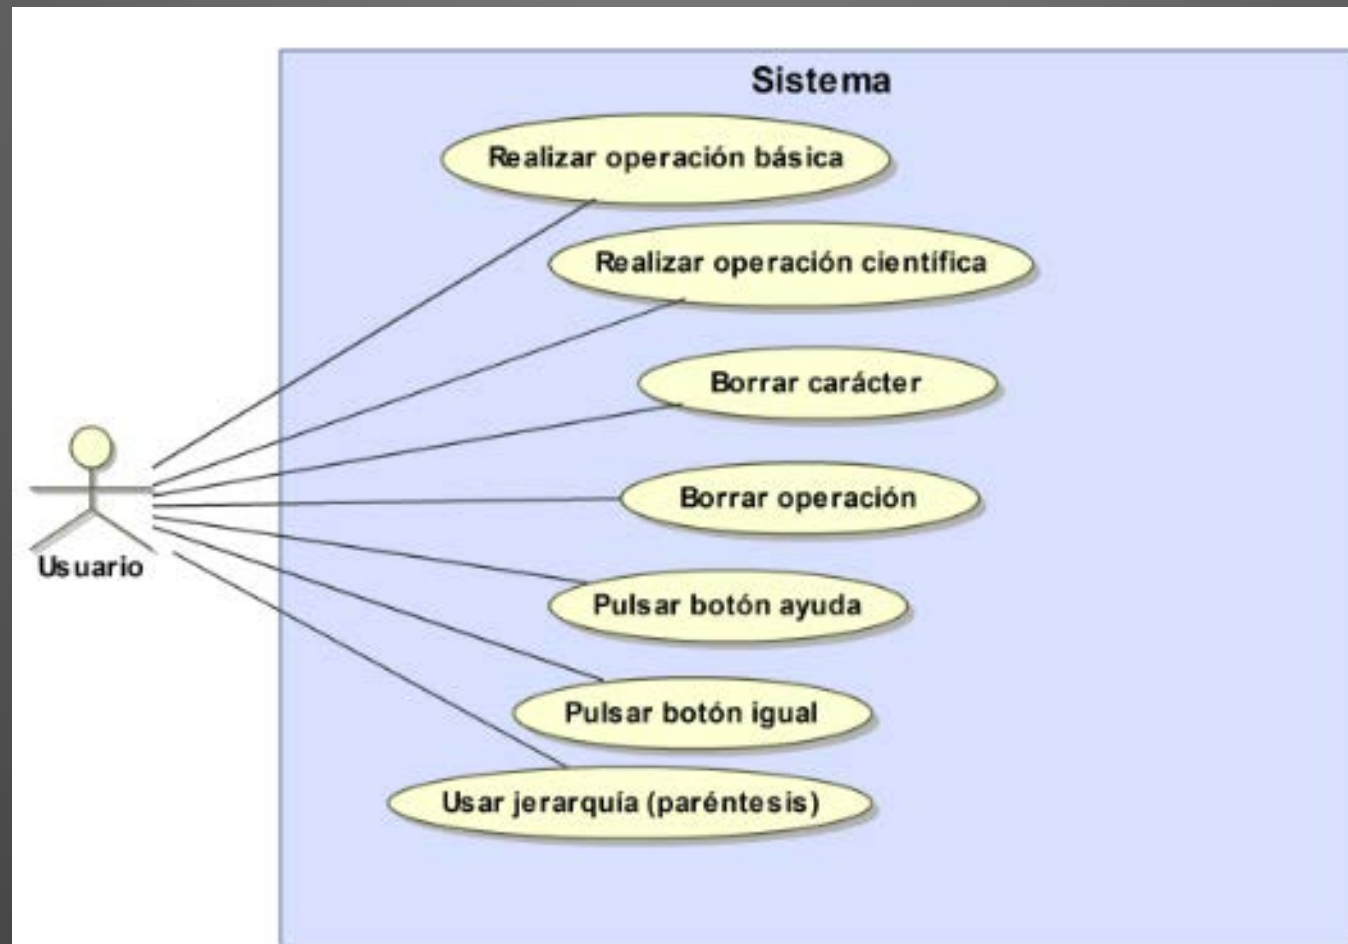 Sistema
Realizar operación básica
Realizar operación científica
Borrar carácter
Borrar operación
Usuario
Pulsar botón ayuda
Pulsar botón igual
Usar jerarquía (paréntesis)